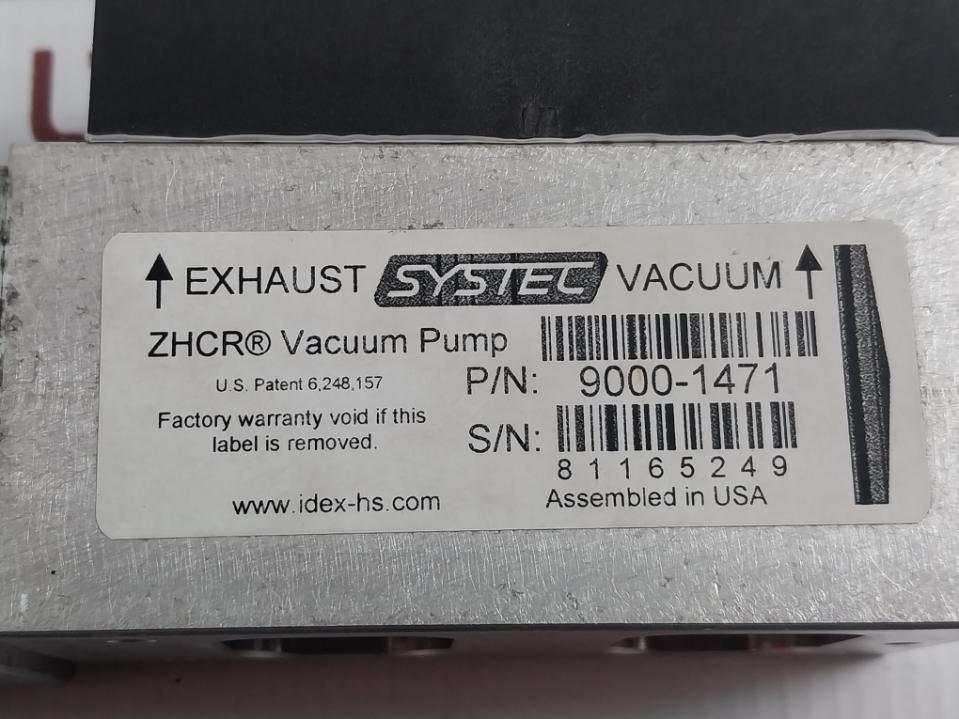 EXHAUST SYSTEC VACUUM
ZHCR® Vacuum Pump
U.S. Patent 6,248,157
P/N: 9000-1471
Factory warranty void if this
label is removed.
S/N:
81165249
www.idex-hs.com
Assembled in USA